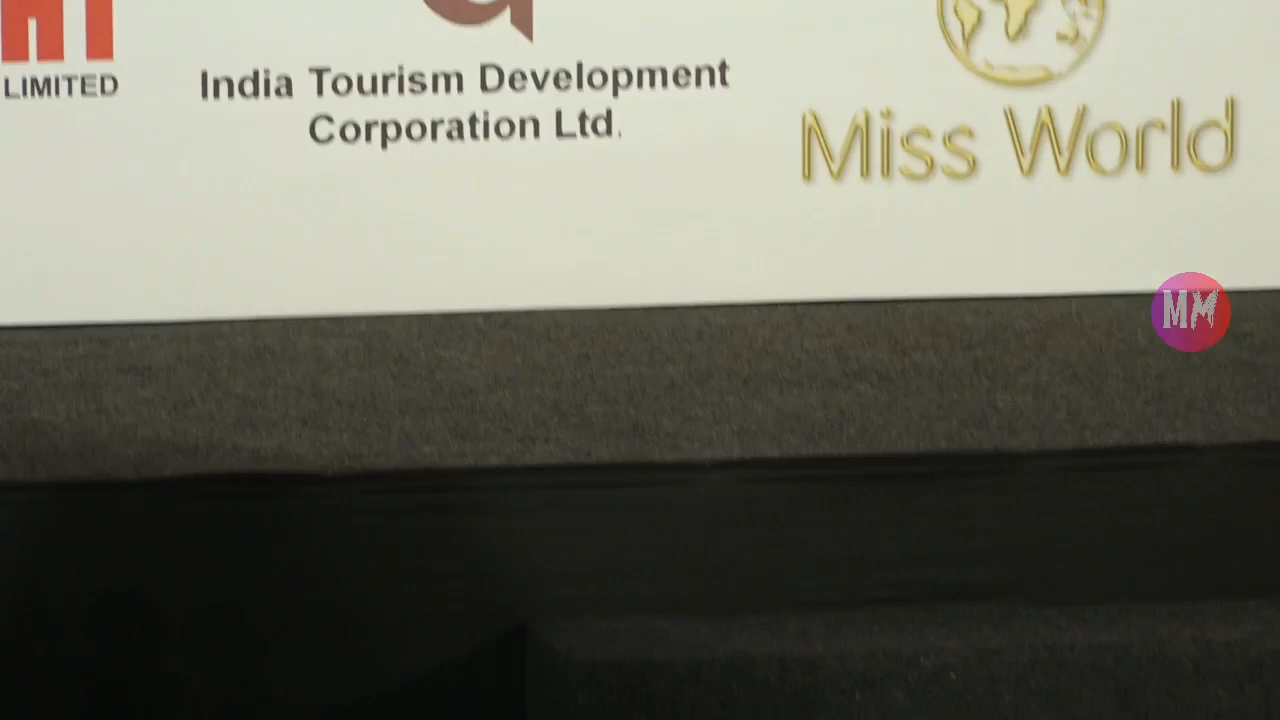 LIMITED
India Tourism Development
Corporation Ltd.
Miss World
MM